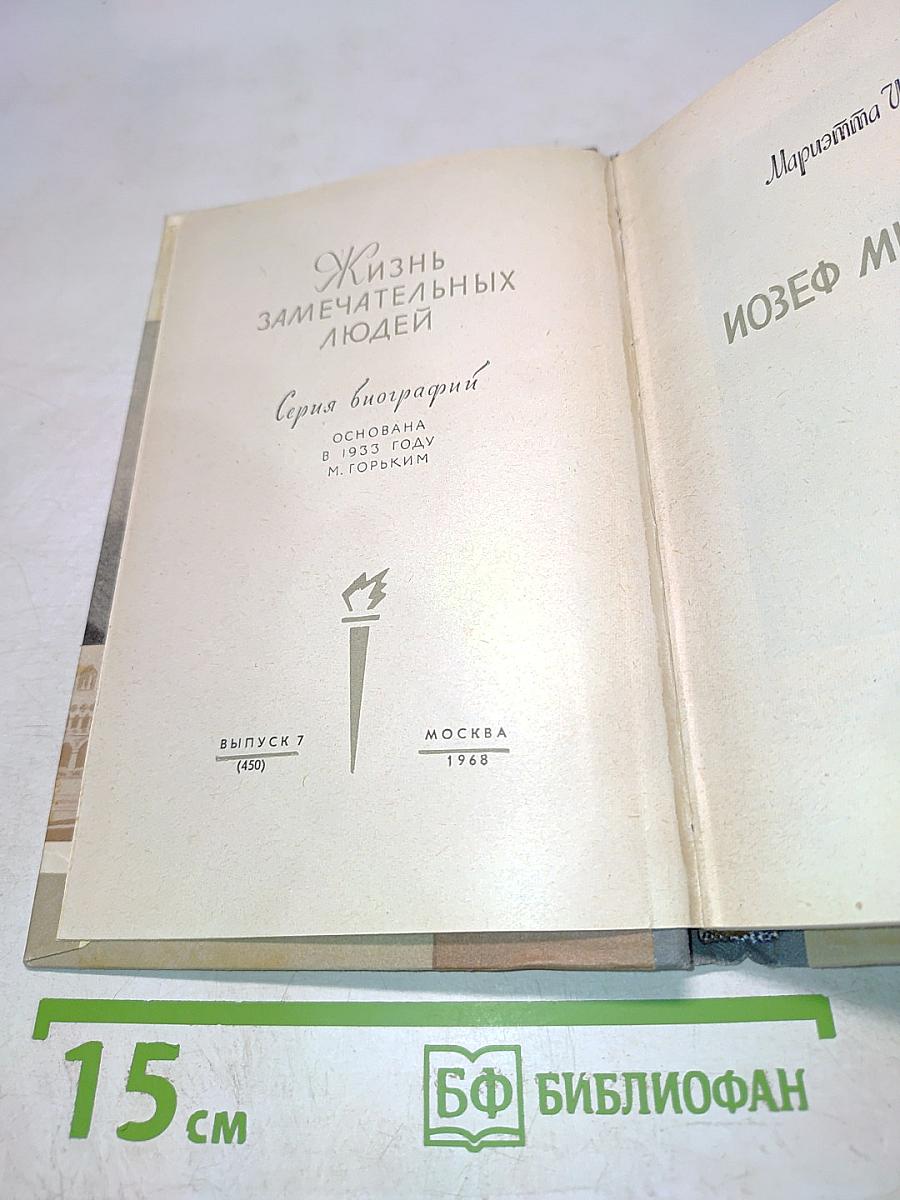 Жизнь
ЗАМЕЧАТЕЛЬНЫХ
ЛЮДЕЙ
Серия биографий
ОСНОВАНА
В 1933 ГОДУ
М. ГОРЬКИМ
ВЫПУСК 7
(450)
МОСКВА
1968
Мариэтта
ИОЗЕФ
15 см
БФ БИБЛИОФАН